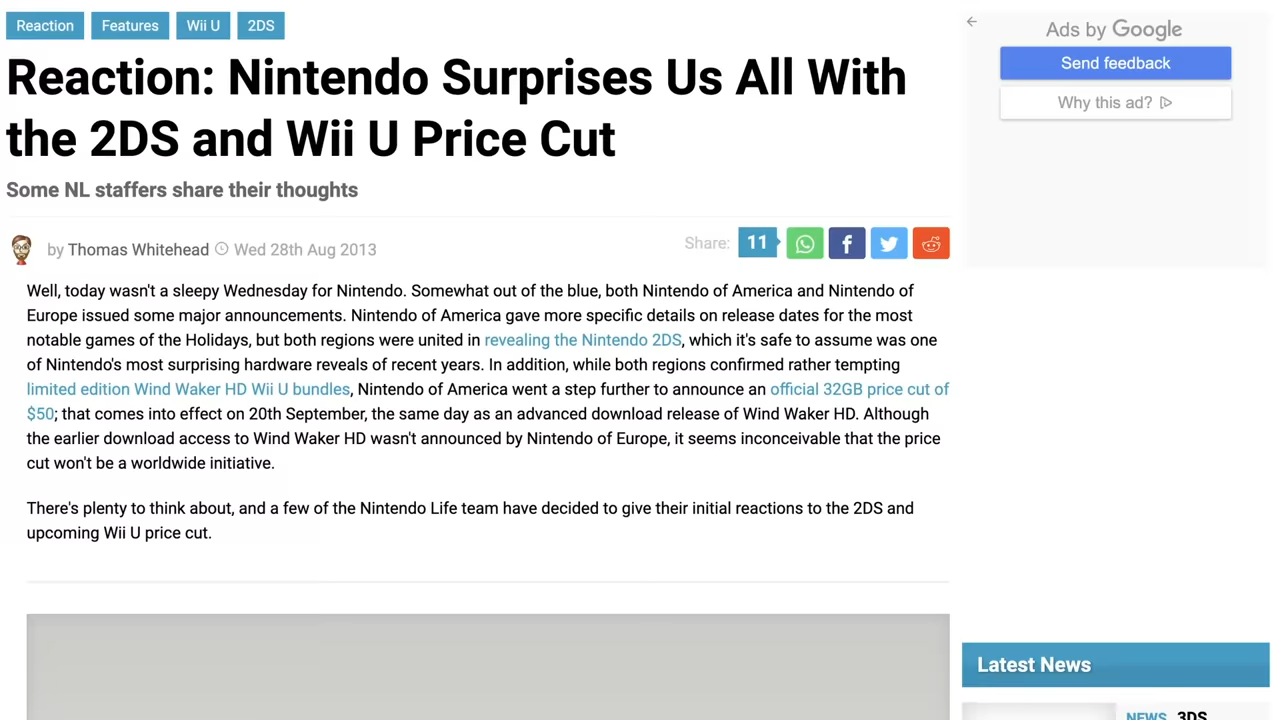 Reaction Features Wii U 2DS
Reaction: Nintendo Surprises Us All With
the 2DS and Wii U Price Cut
Some NL staffers share their thoughts
by Thomas Whitehead Wed 28th Aug 2013
Share: 11
Well, today wasn't a sleepy Wednesday for Nintendo. Somewhat out of the blue, both Nintendo of America and Nintendo of
Europe issued some major announcements. Nintendo of America gave more specific details on release dates for the most
notable games of the Holidays, but both regions were united in revealing the Nintendo 2DS, which it's safe to assume was one
of Nintendo's most surprising hardware reveals of recent years. In addition, while both regions confirmed rather tempting
limited edition Wind Waker HD Wii U bundles, Nintendo of America went a step further to announce an official 32GB price cut of
$50; that comes into effect on 20th September, the same day as an advanced download release of Wind Waker HD. Although
the earlier download access to Wind Waker HD wasn't announced by Nintendo of Europe, it seems inconceivable that the price
cut won't be a worldwide initiative.
There's plenty to think about, and a few of the Nintendo Life team have decided to give their initial reactions to the 2DS and
upcoming Wii U price cut.
Ads by Google
Send feedback
Why this ad?
Latest News
NEWS 3DS